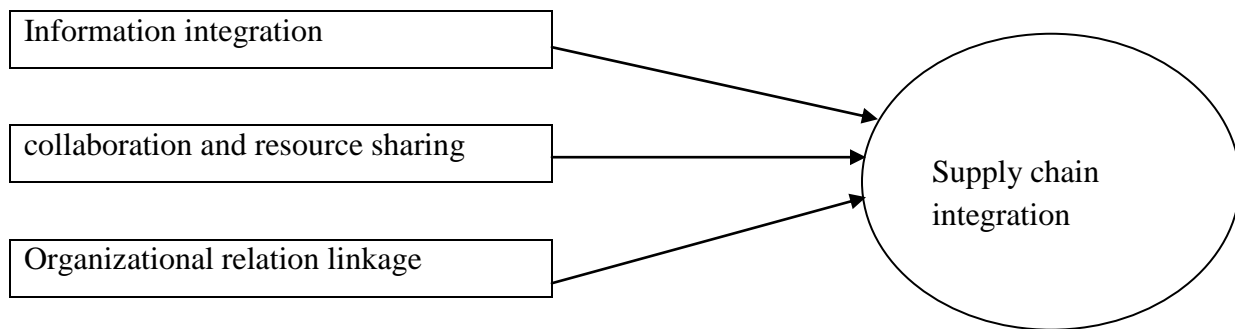 Information integration
collaboration and resource sharing
Organizational relation linkage
Supply chain
integration